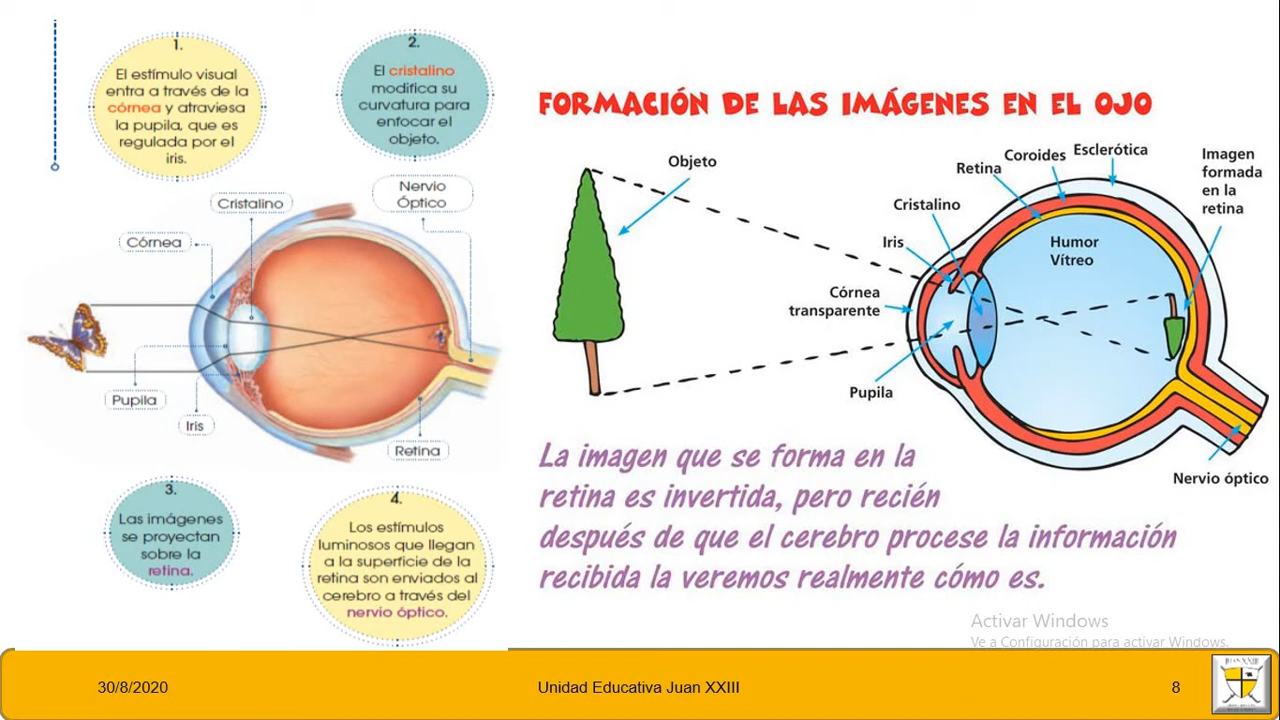 1.
El estímulo visual
entra a través de la
córnea y atraviesa
la pupila, que es
regulada por el
iris.
2.
El cristalino
modifica su
curvatura para
enfocar el
objeto.
Cristalino
Nervio
Óptico
Córnea
Pupila
Iris
Retina
3.
Las imágenes
se proyectan
sobre la
retina.
4.
Los estímulos
luminosos que llegan
a la superficie de la
retina son enviados al
cerebro a través del
nervio óptico.
FORMACIÓN DE LAS IMÁGENES EN EL OJO
Objeto
Retina
Coroides
Esclerótica
Imagen
formada
en la
retina
Cristalino
Iris
Humor
Vítreo
Córnea
transparente
Pupila
Nervio óptico
La imagen que se forma en la
retina es invertida, pero recién
después de que el cerebro procese la información
recibida la veremos realmente cómo es.
Activar Windows
Ve a Configuración para activar Windows.
30/8/2020
Unidad Educativa Juan XXIII
8
JUAN XXIII